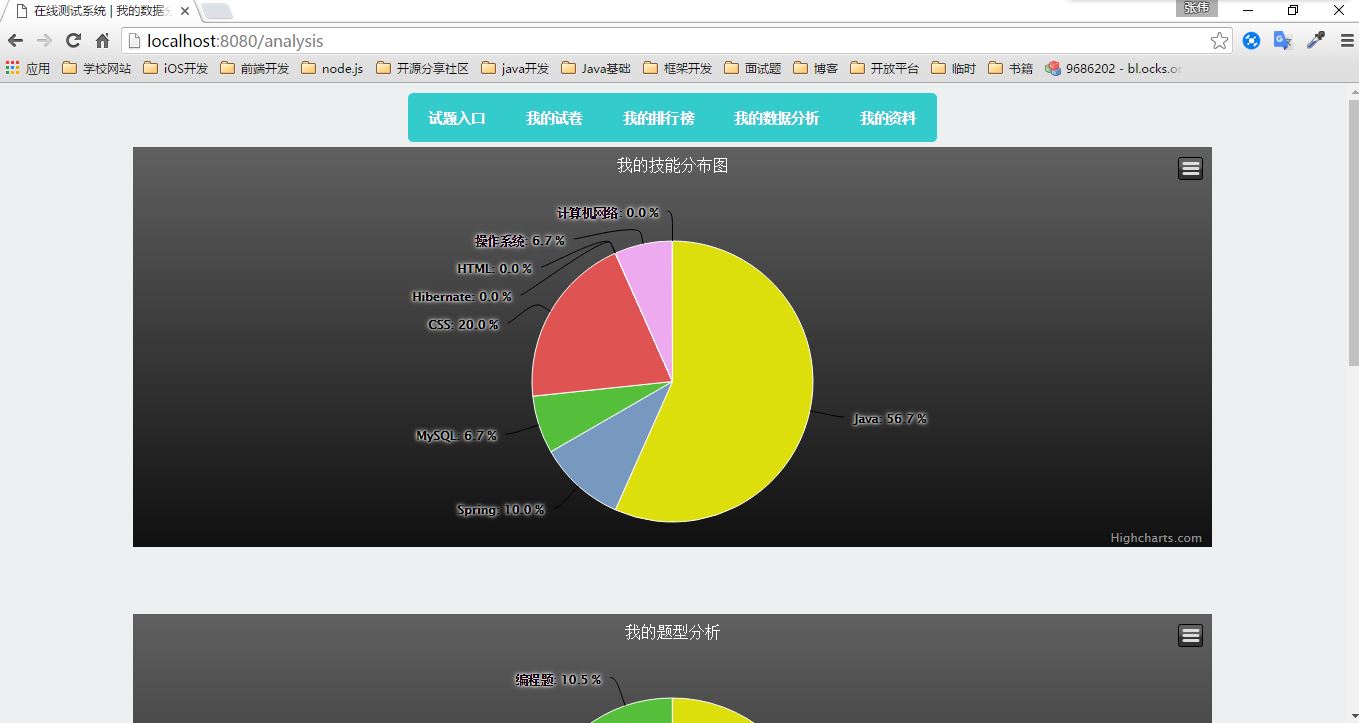 在线测试系统 | 我的数据分
张伟
localhost:8080/analysis
应用 学校网站 iOS开发 前端开发 node.js 开源分享社区 java开发 Java基础 框架开发 面试题 博客 开放平台 临时 书籍 9686202 - bl.ocks.or
试题入口 我的试卷 我的排行榜 我的数据分析 我的资料
我的技能分布图
计算机网络: 0.0 %
操作系统: 6.7 %
HTML: 0.0 %
Hibernate: 0.0 %
CSS: 20.0 %
Java: 56.7 %
MySQL: 6.7 %
Spring: 10.0 %
Highcharts.com
我的题型分析
编程题: 10.5 %